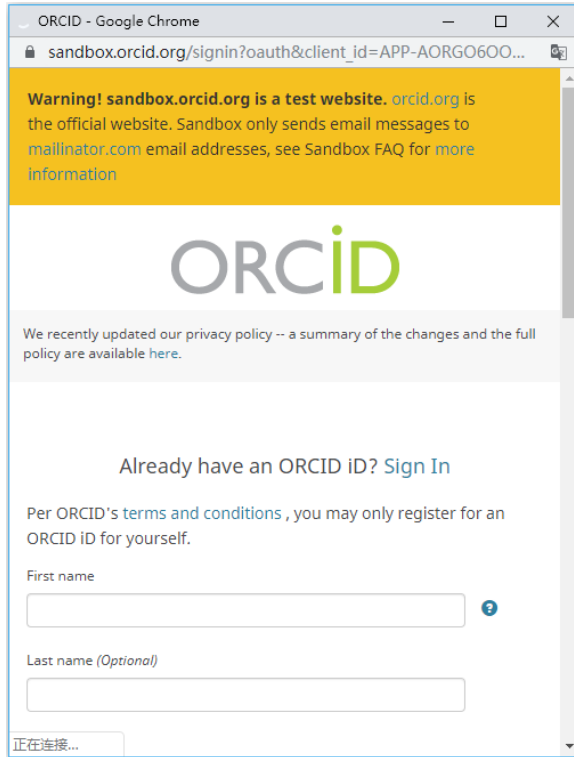 ORCID - Google Chrome
sandbox.orcid.org/signin?oauth&client_id=APP-AORGO6OO...
Warning! sandbox.orcid.org is a test website. orcid.org is
the official website. Sandbox only sends email messages to
mailinator.com email addresses, see Sandbox FAQ for more
information
ORCID
We recently updated our privacy policy -- a summary of the changes and the full
policy are available here.
Already have an ORCID iD? Sign In
Per ORCID's terms and conditions , you may only register for an
ORCID iD for yourself.
First name
Last name (Optional)
正在连接...